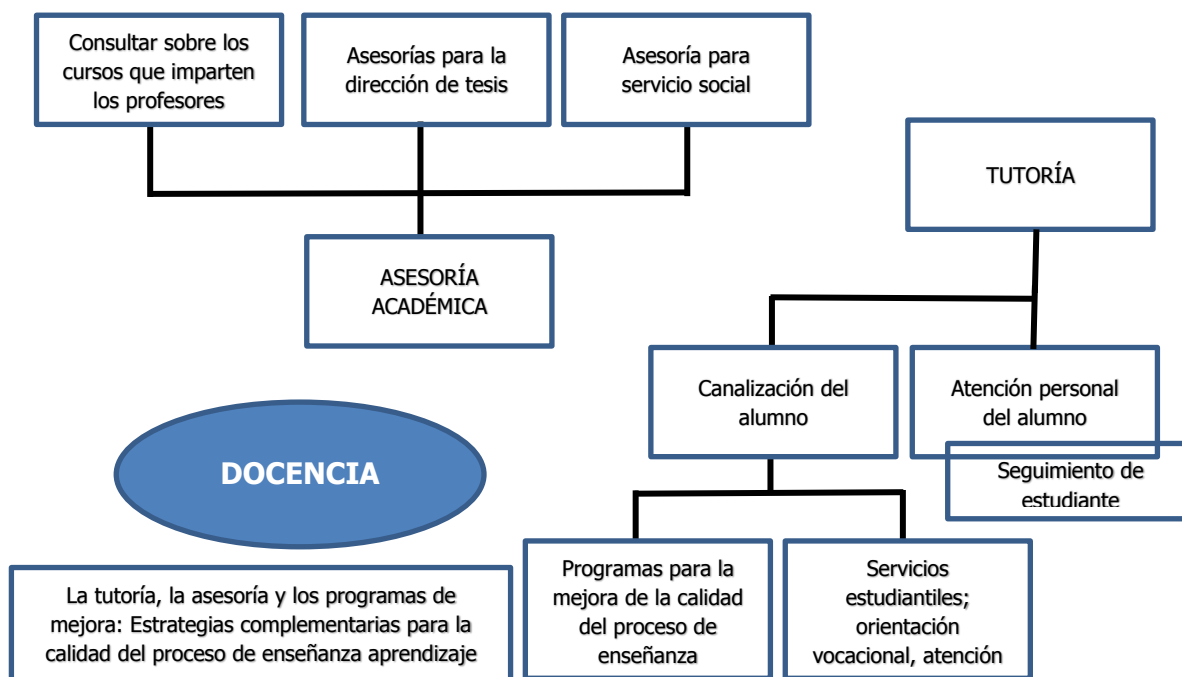 Consultar sobre los
cursos que imparten
los profesores
Asesorías para la
dirección de tesis
Asesoría para
servicio social
TUTORÍA
ASESORÍA
ACADÉMICA
Canalización del
alumno
Atención personal
del alumno
Seguimiento de
estudiante
DOCENCIA
Programas para la
mejora de la calidad
del proceso de
enseñanza
Servicios
estudiantiles;
orientación
vocacional, atención
La tutoría, la asesoría y los programas de
mejora: Estrategias complementarias para la
calidad del proceso de enseñanza aprendizaje